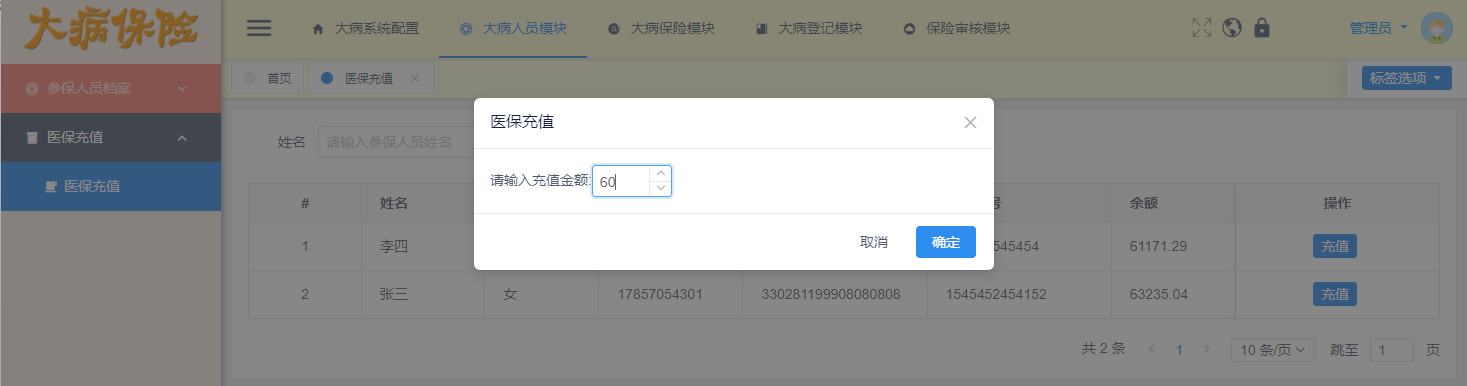 大病保险
大病系统配置
大病人员模块
大病保险模块
大病登记模块
保险审核模块
管理员
参保人员档案
医保充值
医保充值
首页
医保充值
标签选项
医保充值
请输入充值金额:
60
取消
确定
姓名
请输入参保人员姓名
# 姓名 号 余额 操作
1 李四 545454 61171.29 充值
2 张三 女 17857054301 330281199908080808 1545452454152 63235.04 充值
共 2 条 1 10 条/页 跳至 1 页